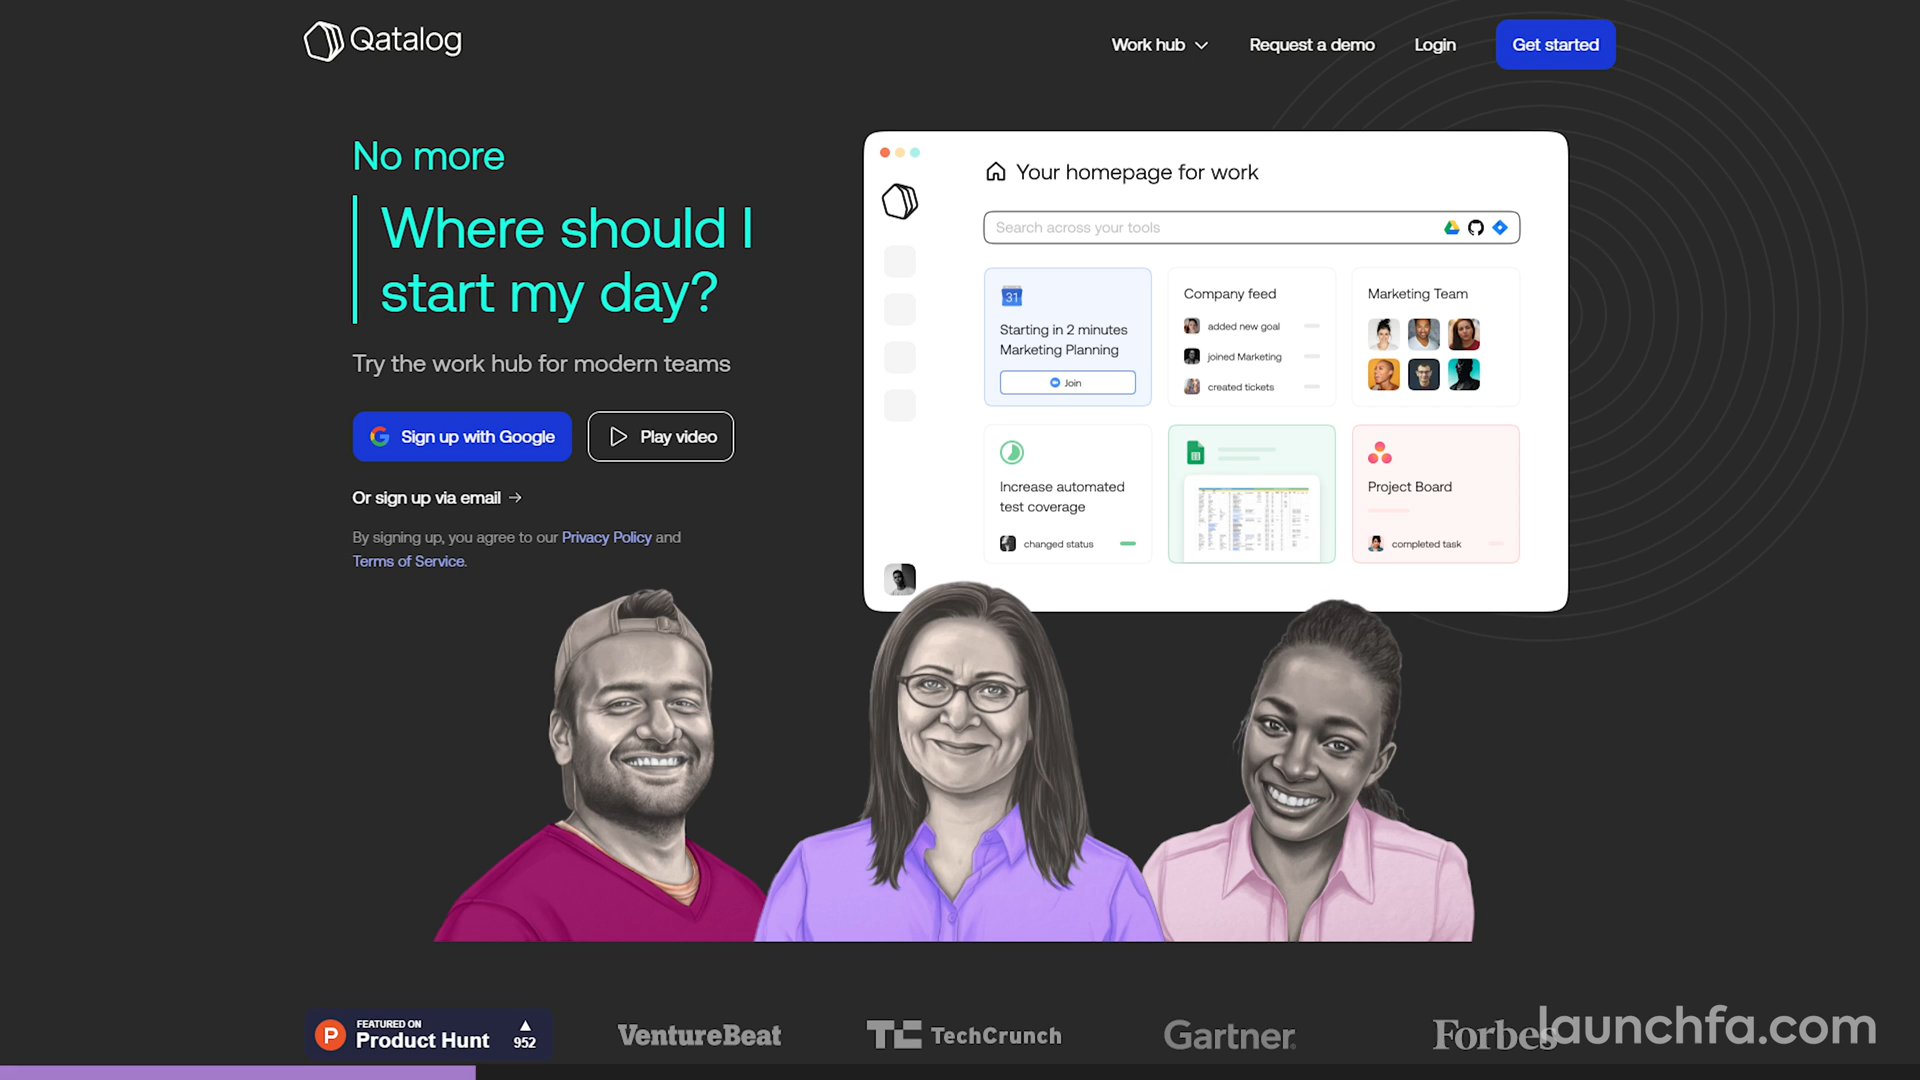 Qatalog
Work hub
Request a demo
Login
Get started
No more
Where should I
start my day?
Try the work hub for modern teams
Sign up with Google
Play video
Or sign up via email →
By signing up, you agree to our Privacy Policy and
Terms of Service.
Your homepage for work
Search across your tools
31
Starting in 2 minutes
Marketing Planning
Join
Company feed
added new goal
joined Marketing
created tickets
Marketing Team
Increase automated
test coverage
changed status
Project Board
completed task
P
FEATURED ON
Product Hunt
▲
952
VentureBeat
TC TechCrunch
Gartner.
Forbes
launchfa.com